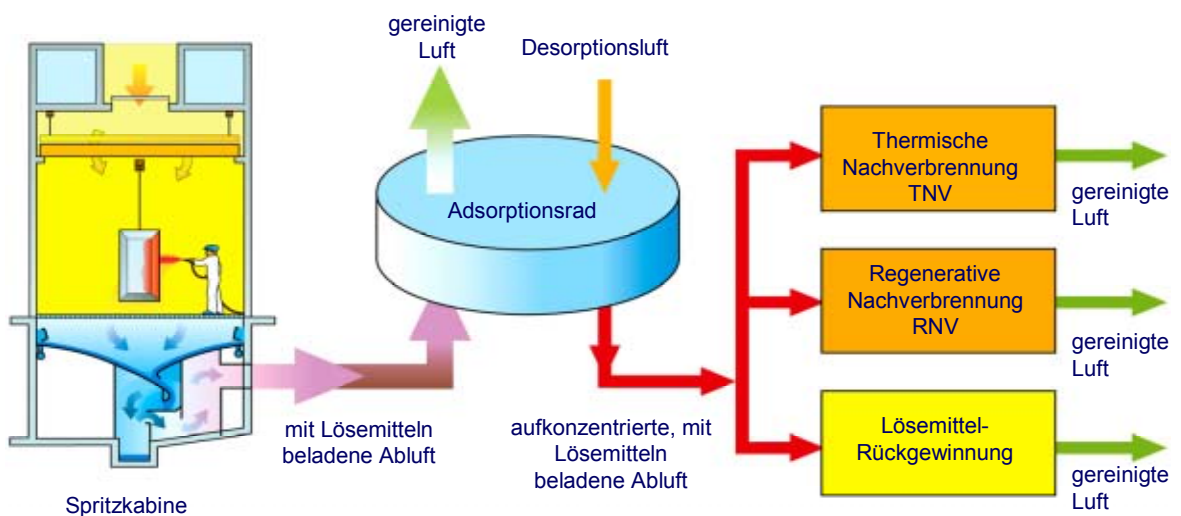 gereinigte
Luft
Desorptionsluft
Adsorptionsrad
Thermische
Nachverbrennung
TNV
gereinigte
Luft
Regenerative
Nachverbrennung
RNV
gereinigte
Luft
Lösemittel-
Rückgewinnung
gereinigte
Luft
mit Lösemitteln
beladene Abluft
aufkonzentrierte, mit
Lösemitteln
beladene Abluft
Spritzkabine